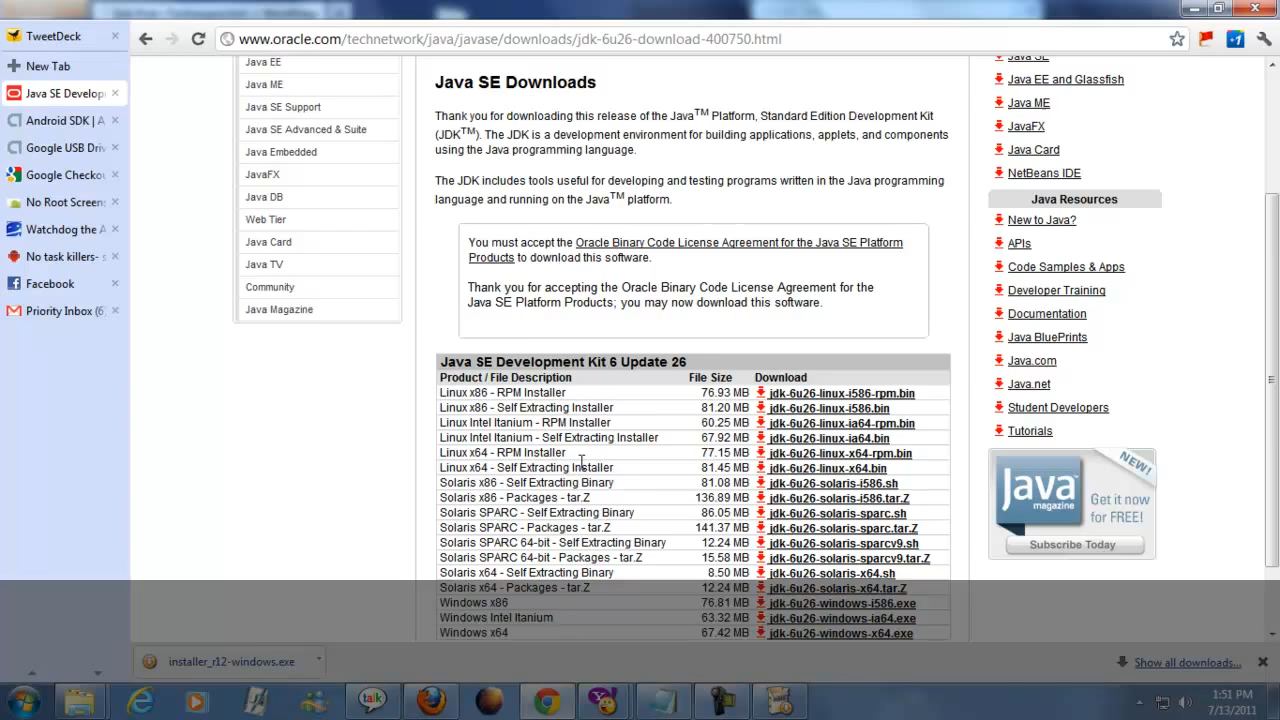 TweetDeck
New Tab
Java SE Develop
Android SDK | A
Google USB Driv
Google Checkou
No Root Screens
Watchdog the A
No task killers- s
Facebook
Priority Inbox (6
www.oracle.com/technetwork/java/javase/downloads/jdk-6u26-download-400750.html
+1
Java EE
Java ME
Java SE Support
Java SE Advanced & Suite
Java Embedded
JavaFX
Java DB
Web Tier
Java Card
Java TV
Community
Java Magazine
Java SE Downloads
Thank you for downloading this release of the Java™ Platform, Standard Edition Development Kit
(JDK™). The JDK is a development environment for building applications, applets, and components
using the Java programming language.
The JDK includes tools useful for developing and testing programs written in the Java programming
language and running on the Java™ platform.
You must accept the Oracle Binary Code License Agreement for the Java SE Platform
Products to download this software.
Thank you for accepting the Oracle Binary Code License Agreement for the
Java SE Platform Products; you may now download this software.
Java SE Development Kit 6 Update 26
Product / File Description File Size Download
Linux x86 - RPM Installer 76.93 MB jdk-6u26-linux-i586-rpm.bin
Linux x86 - Self Extracting Installer 81.20 MB jdk-6u26-linux-i586.bin
Linux Intel Itanium - RPM Installer 60.25 MB jdk-6u26-linux-ia64-rpm.bin
Linux Intel Itanium - Self Extracting Installer 67.92 MB jdk-6u26-linux-ia64.bin
Linux x64 - RPM Installer 77.15 MB jdk-6u26-linux-x64-rpm.bin
Linux x64 - Self Extracting Installer 81.45 MB jdk-6u26-linux-x64.bin
Solaris x86 - Self Extracting Binary 81.08 MB jdk-6u26-solaris-i586.sh
Solaris x86 - Packages - tar.Z 136.89 MB jdk-6u26-solaris-i586.tar.Z
Solaris SPARC - Self Extracting Binary 86.05 MB jdk-6u26-solaris-sparc.sh
Solaris SPARC - Packages - tar.Z 141.37 MB jdk-6u26-solaris-sparc.tar.Z
Solaris SPARC 64-bit - Self Extracting Binary 12.24 MB jdk-6u26-solaris-sparcv9.sh
Solaris SPARC 64-bit - Packages - tar.Z 15.58 MB jdk-6u26-solaris-sparcv9.tar.Z
Solaris x64 - Self Extracting Binary 8.50 MB jdk-6u26-solaris-x64.sh
Solaris x64 - Packages - tar.Z 12.24 MB jdk-6u26-solaris-x64.tar.Z
Windows x86 76.81 MB jdk-6u26-windows-i586.exe
Windows Intel Itanium 63.32 MB jdk-6u26-windows-ia64.exe
Windows x64 67.42 MB jdk-6u26-windows-x64.exe
Java SE
Java EE and Glassfish
Java ME
JavaFX
Java Card
NetBeans IDE
Java Resources
New to Java?
APIs
Code Samples & Apps
Developer Training
Documentation
Java BluePrints
Java.com
Java.net
Student Developers
Tutorials
NEW!
Java magazine
Get it now
for FREE!
Subscribe Today
installer_r12-windows.exe
Show all downloads...
talk
1:51 PM
7/13/2011